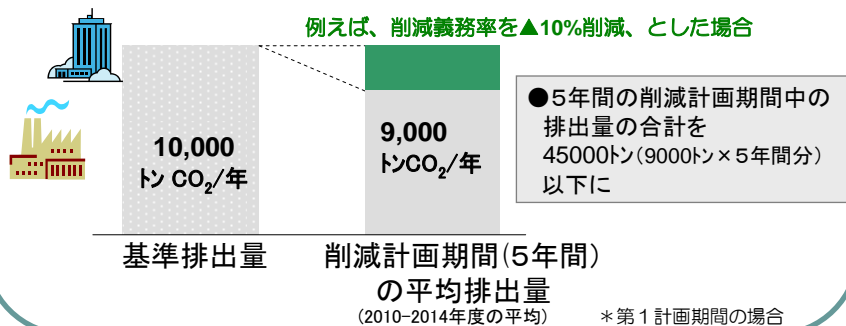 例えば、削減義務率を▲10%削減、とした場合
10,000
トン CO₂/年
9,000
トンCO₂/年
●5年間の削減計画期間中の
排出量の合計を
45000トン(9000トン×5年間分)
以下に
基準排出量
削減計画期間(5年間)
の平均排出量
(2010-2014年度の平均)
＊第1計画期間の場合